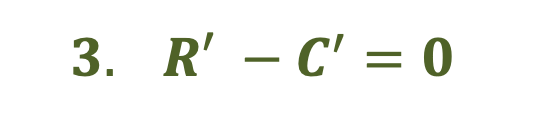 3. R′ − C′ = 0